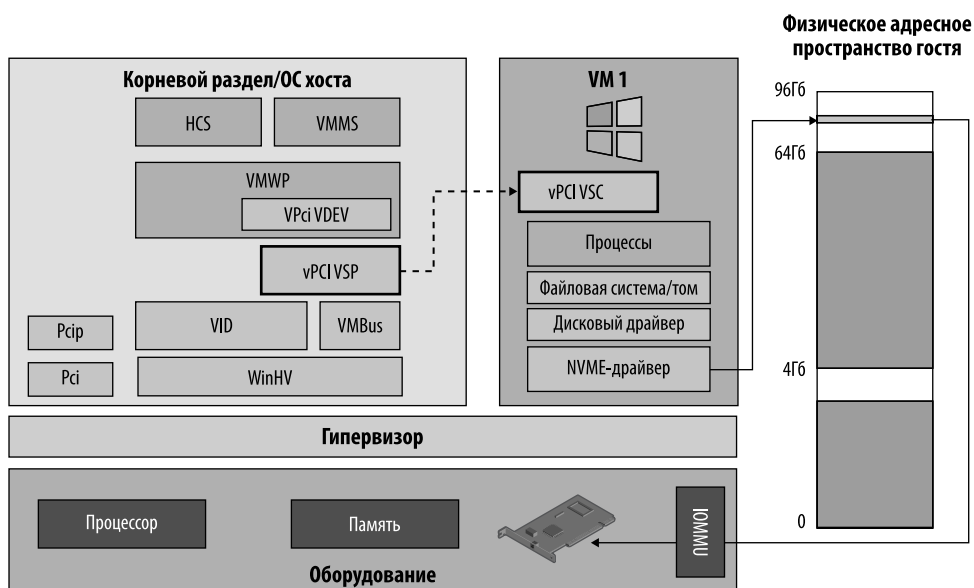 Физическое адресное
пространство гостя
Корневой раздел/ОС хоста
HCS
VMMS
VMWP
VPci VDEV
vPCI VSP
Pcip
VID
VMBus
Pci
WinHV
VM 1
vPCI VSC
Процессы
Файловая система/том
Дисковый драйвер
NVME-драйвер
96Гб
64Гб
4Гб
0
Гипервизор
Процессор
Память
IOMMU
Оборудование